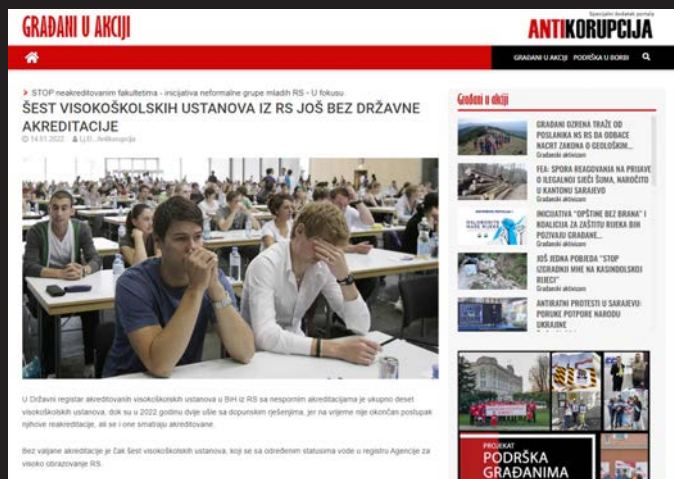 GRAĐANI U AKCIJI
Specijalni dodatak portala
ANTIKORUPCIJA
GRAĐANI U AKCIJI PODRŠKA U BORBI
STOP neakreditovanim fakultetima - inicijativa neformalne grupe mladih RS - U fokusu
ŠEST VISOKOŠKOLSKIH USTANOVA IZ RS JOŠ BEZ DRŽAVNE
AKREDITACIJE
14.01.2022. Antikorupcija
U Državni registar akreditovanih visokoškolskih ustanova u BiH iz RS sa nespornim akreditacijama je ukupno deset
visokoškolskih ustanova, dok su u 2022 godinu dvije ušle sa dopunskim rješenjima, jer na vrijeme nije okončan postupak
njihove reakreditacije, ali se i one smatraju akreditovane.
Bez valjane akreditacije je čak šest visokoškolskih ustanova, koji se sa određenim statusima vode u registru Agencije za
visoko obrazovanje RS
Građani u akciji
GRAĐANI OZRENA TRAŽE OD
POSLANIKA NS RS DA ODBACE
NACRT ZAKONA O GEOLOŠKIM...
Građanski aktivizam
FEA: SPORA REAGOVANJA NA PRIJAVE
O ILEGALNOJ SJEČI ŠUMA, NAROČITO
U KANTONU SARAJEVO
Građanski aktivizam
INICIJATIVA "OPŠTINE BEZ BRANA" I
KOALICIJA ZA ZAŠTITU RIJEKA BIH
POZIVAJU GRAĐANE...
Građanski aktivizam
JOŠ JEDNA POBJEDA "STOP
IZGRADNJI MHE NA KASINDOLSKOJ
RIJECI"
Građanski aktivizam
ANTIRATNI PROTESTI U SARAJEVU:
PORUKE POTPORE NARODU
UKRAJINE
PROJEKAT
PODRŠKA
GRAĐANIMA